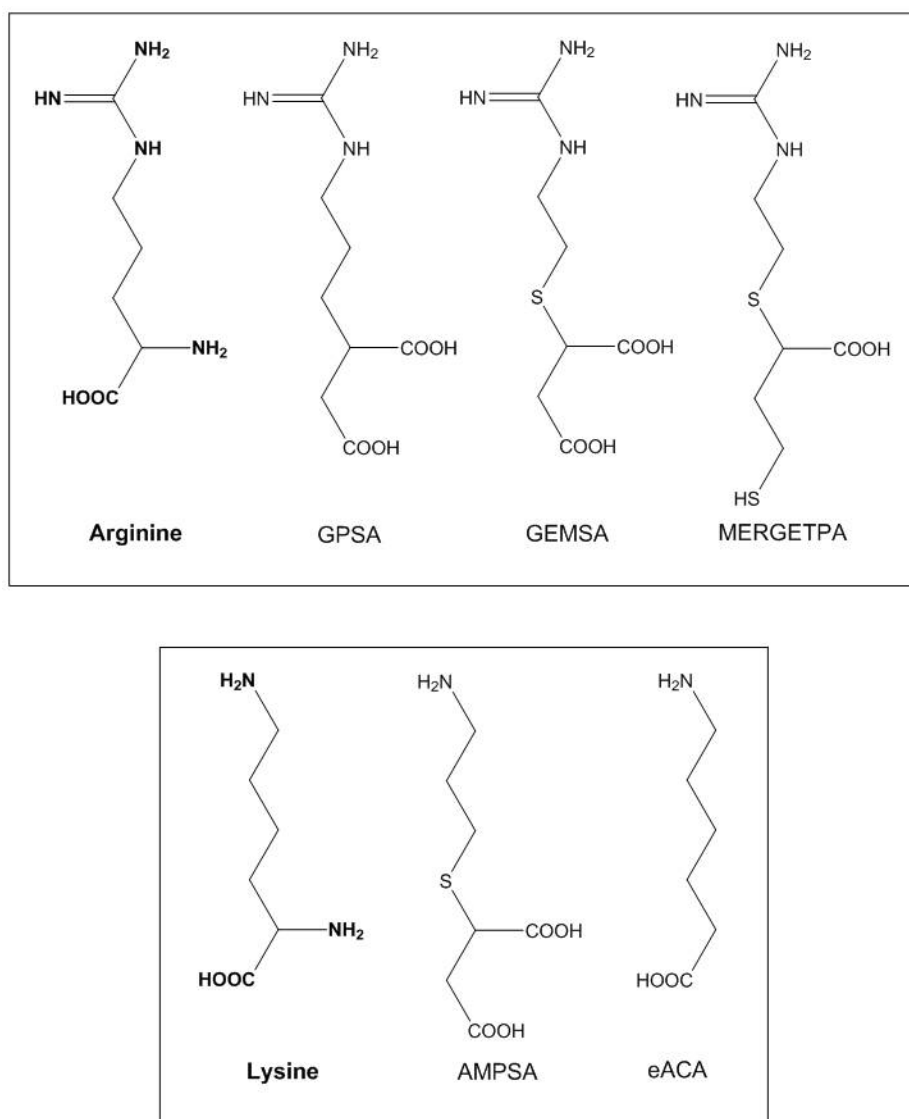 NH2 NH2 NH2 NH2
HN HN HN HN
NH NH NH NH
S S
NH2 COOH COOH COOH
HOOC
COOH COOH
HS
Arginine GPSA GEMSA MERGETPA
H2N H2N H2N
S
NH2 COOH
HOOC HOOC
COOH
Lysine AMPSA eACA